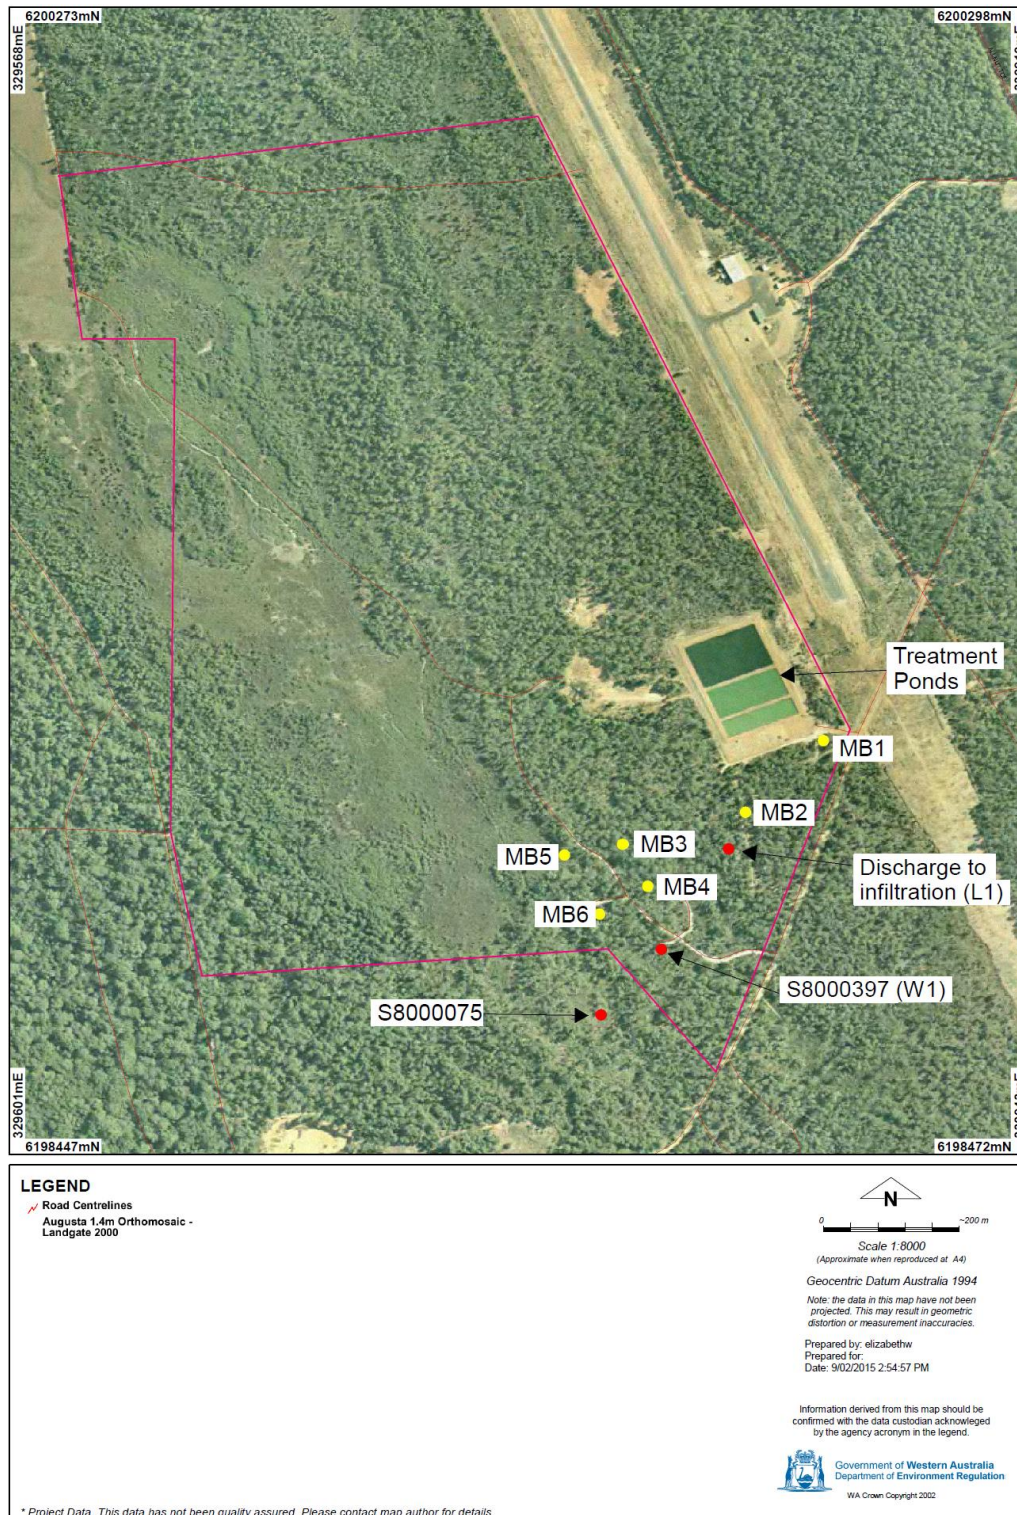 6200273mN
6200298mN
329568mE
Treatment
Ponds
MB1
MB2
MB3
MB5
MB4
Discharge to
infiltration (L1)
MB6
S8000397 (W1)
S8000075
329601mE
6198447mN
6198472mN
LEGEND
Road Centrelines
Augusta 1.4m Orthomosaic -
Landgate 2000
N
0
~200 m
Scale 1:8000
(Approximate when reproduced at A4)
Geocentric Datum Australia 1994
Note: the data in this map have not been
projected. This may result in geometric
distortion or measurement inaccuracies.
Prepared by: elizabethw
Prepared for:
Date: 9/02/2015 2:54:57 PM
Information derived from this map should be
confirmed with the data custodian acknowleged
by the agency acronym in the legend.
Government of Western Australia
Department of Environment Regulation
WA Crown Copyright 2002
* Project Data. This data has not been quality assured. Please contact map author for details.